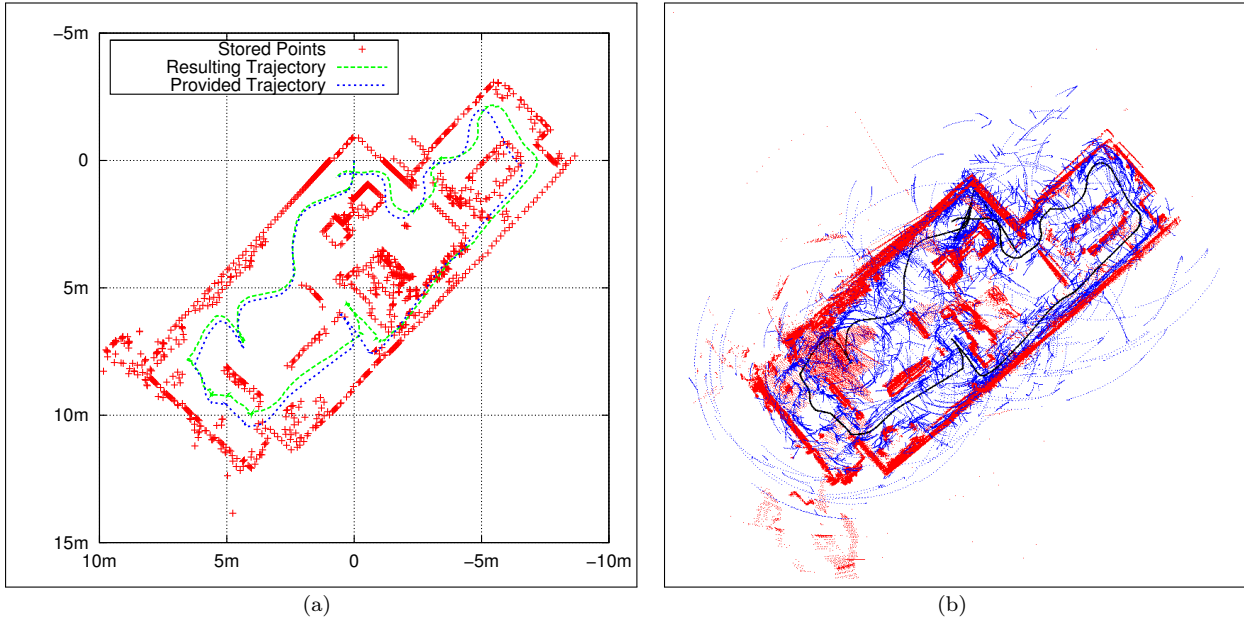 −5m
Stored Points
Resulting Trajectory
Provided Trajectory
0
5m
10m
15m
10m 5m 0 −5m −10m
(a) (b)